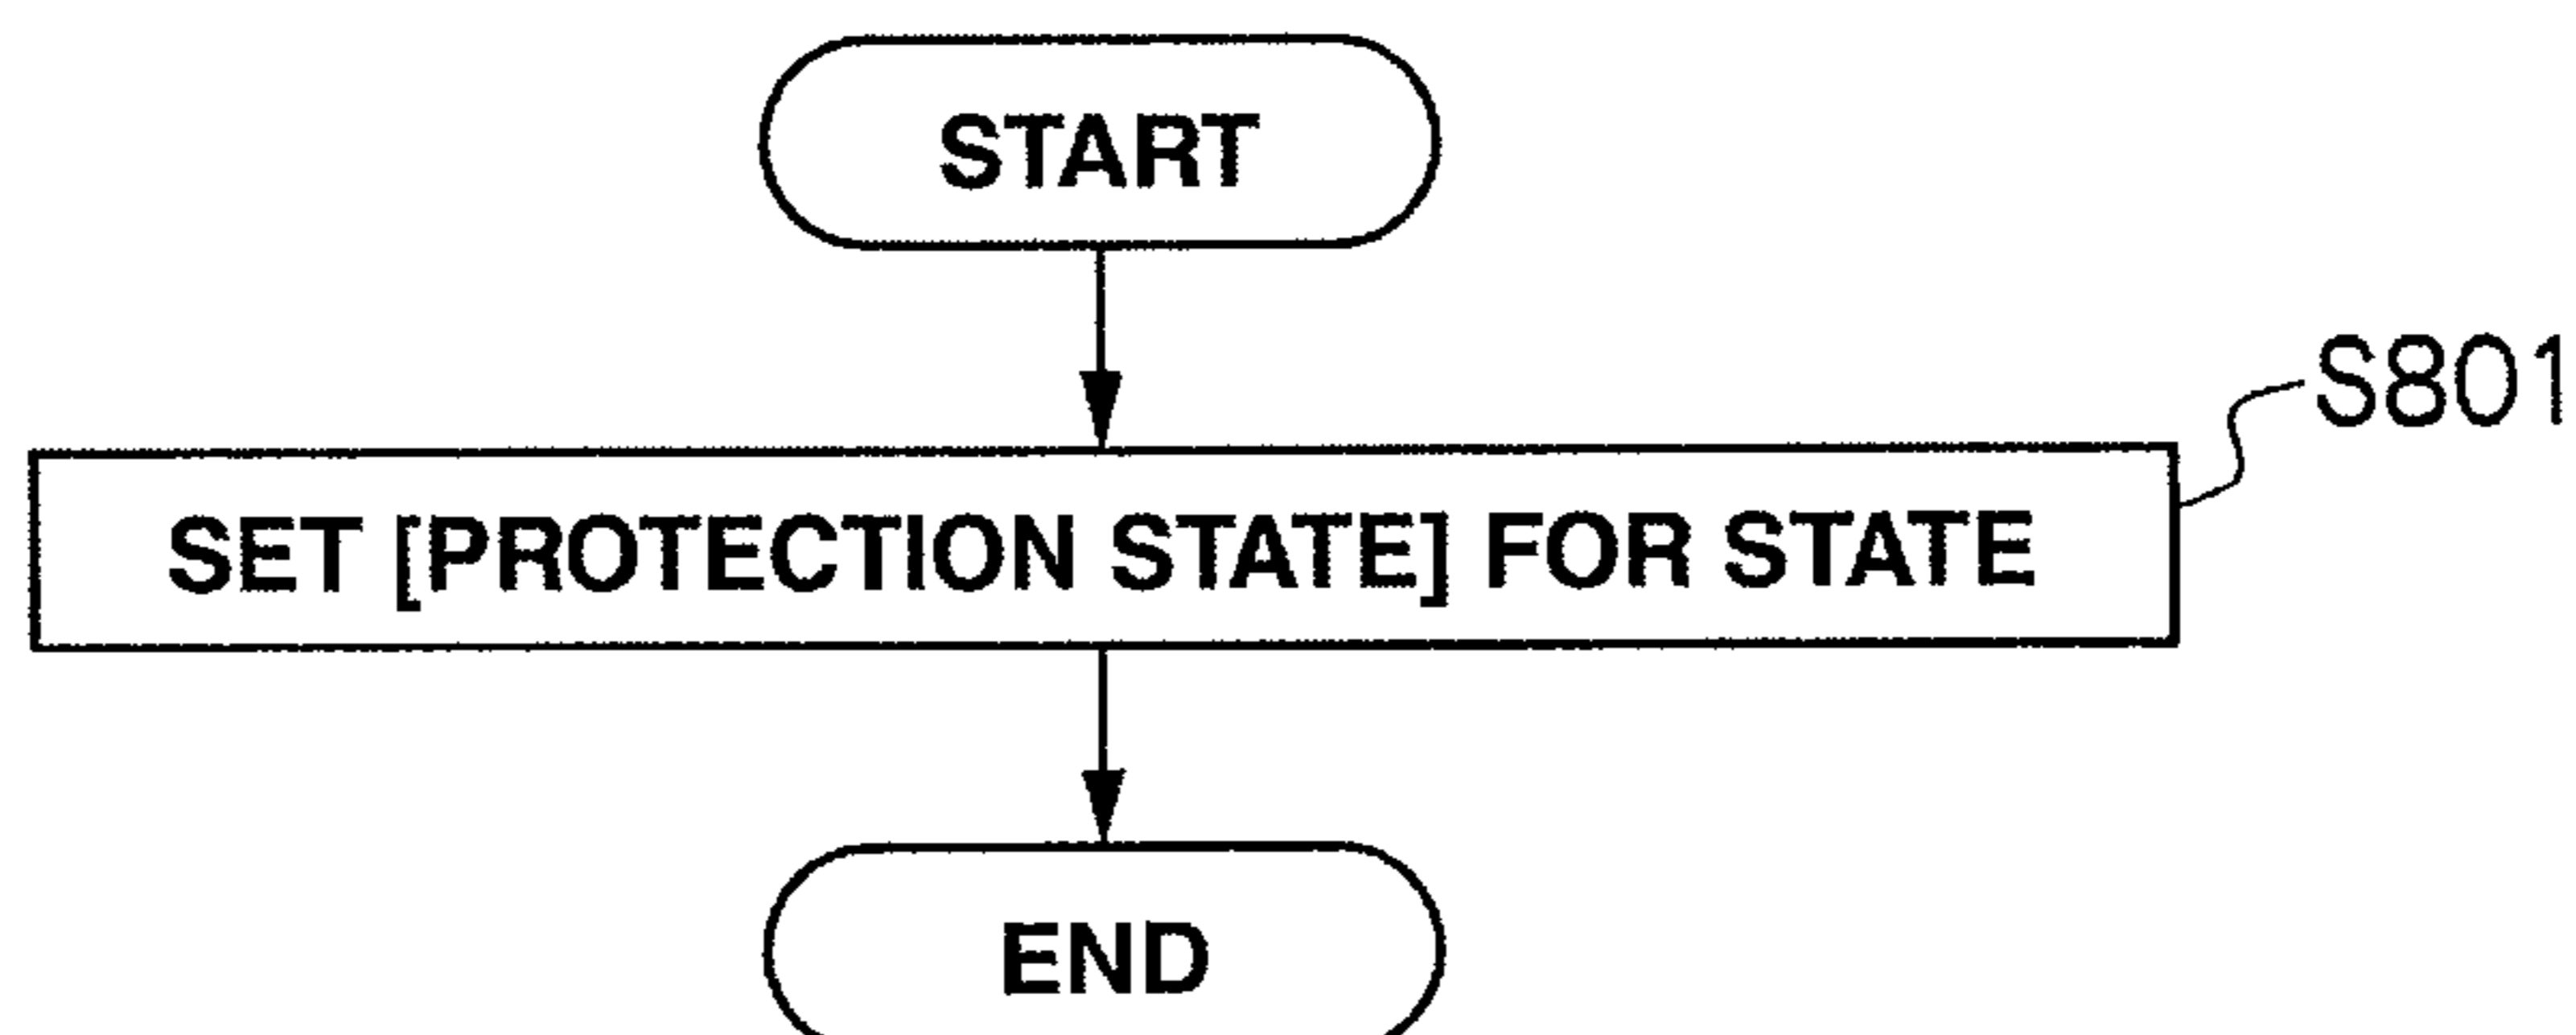 START
S801
SET [PROTECTION STATE] FOR STATE
END